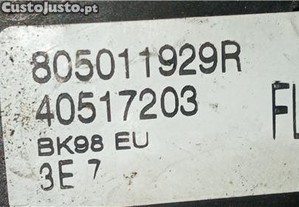 CustoJusto.pt
805011929R
40517203
FL
BK98 EU
3E 7